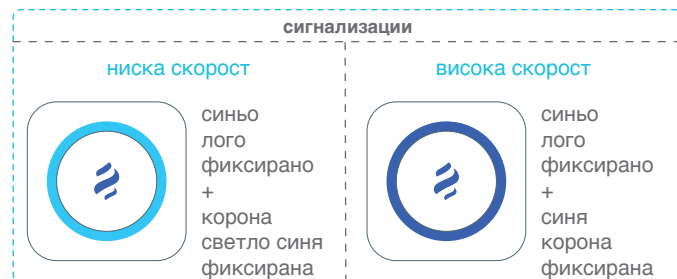 сигнализации
ниска скорост
синьо
лого
фиксирано
+
корона
светло синя
фиксирана
висока скорост
синьо
лого
фиксирано
+
синя
корона
фиксирана